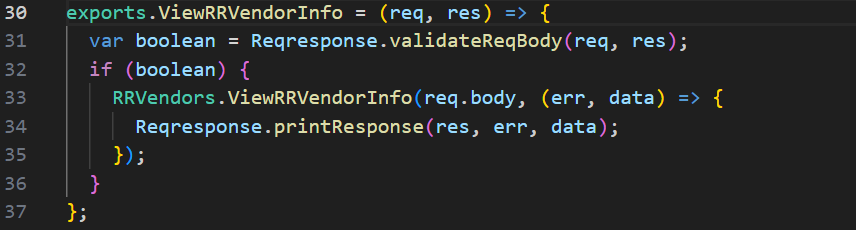 30 exports.ViewRRVendorInfo = (req, res) => {
31   var boolean = Reqresponse.validateReqBody(req, res);
32   if (boolean) {
33     RRVendors.ViewRRVendorInfo(req.body, (err, data) => {
34       Reqresponse.printResponse(res, err, data);
35     });
36   }
37 };